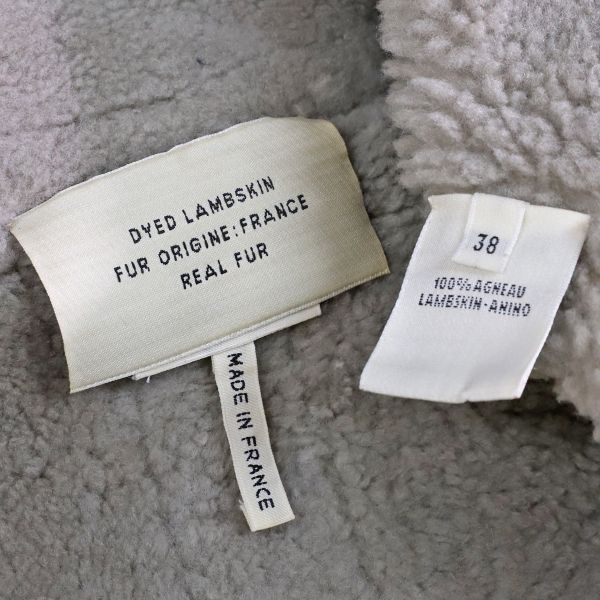 DYED LAMBSKIN
FUR ORIGINE: FRANCE
REAL FUR
MADE IN FRANCE
38
100% AGNEAU
LAMBSKIN-ANINO